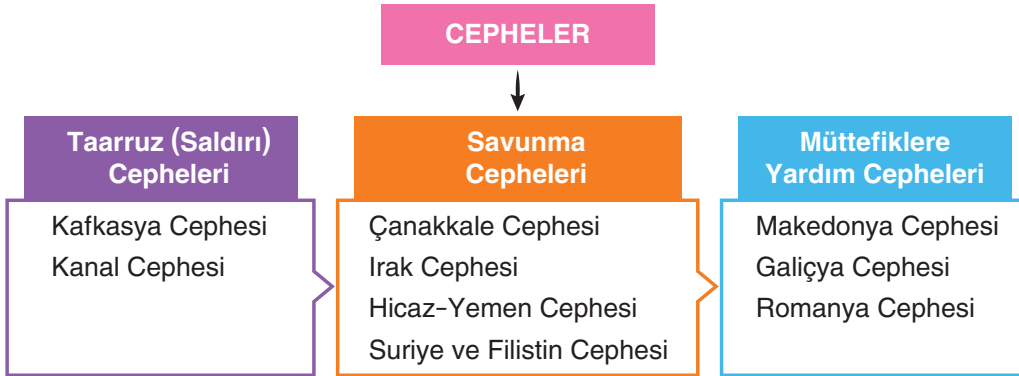 CEPHELER
Taarruz (Saldırı)
Cepheleri
Kafkasya Cephesi
Kanal Cephesi
Savunma
Cepheleri
Çanakkale Cephesi
Irak Cephesi
Hicaz-Yemen Cephesi
Suriye ve Filistin Cephesi
Müttefiklere
Yardım Cepheleri
Makedonya Cephesi
Galiçya Cephesi
Romanya Cephesi